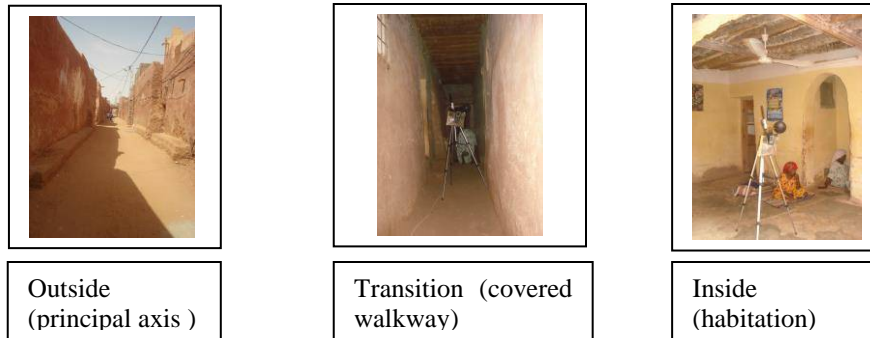 Outside
(principal axis )
Transition (covered
walkway)
Inside
(habitation)